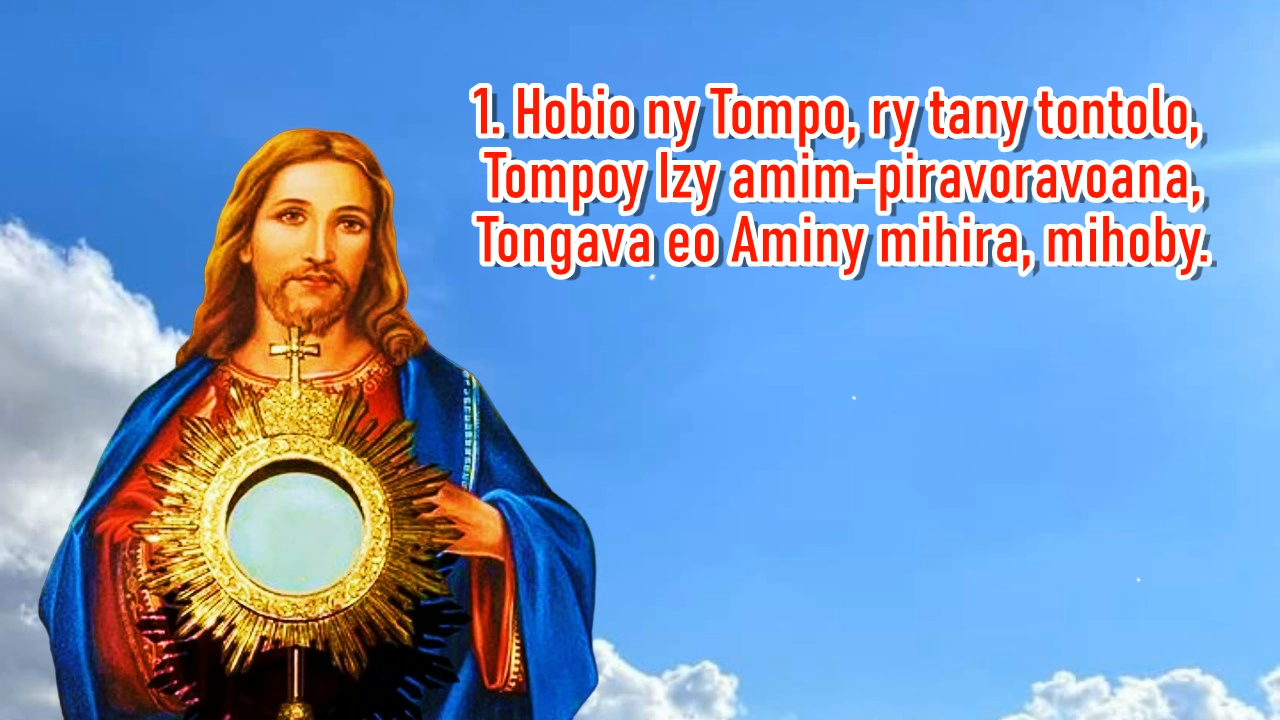 1. Hobio ny Tompo, ry tany tontolo,
Tompoy Izy amim-piravoravoana,
Tongava eo Aminy mihira, mihoby.